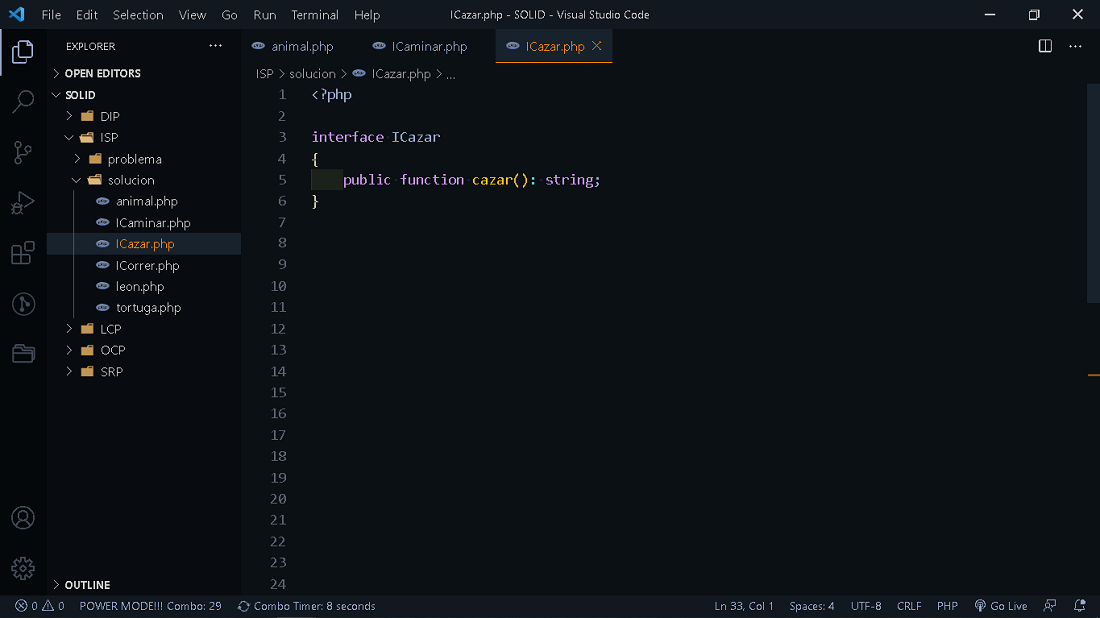 File Edit Selection View Go Run Terminal Help ICazar.php - SOLID - Visual Studio Code
EXPLORER ...
OPEN EDITORS
SOLID
DIP
ISP
problema
solucion
animal.php
ICaminar.php
ICazar.php
ICorrer.php
leon.php
tortuga.php
LCP
OCP
SRP
OUTLINE
animal.php ICaminar.php ICazar.php
ISP > solucion > ICazar.php > ...
1 <?php
2
3 interface ICazar
4 {
5 public function cazar(): string;
6 }
7
8
9
10
11
12
13
14
15
16
17
18
19
20
21
22
23
24
0 0 POWER MODE!!! Combo: 29 Combo Timer: 8 seconds Ln 33, Col 1 Spaces: 4 UTF-8 CRLF PHP Go Live